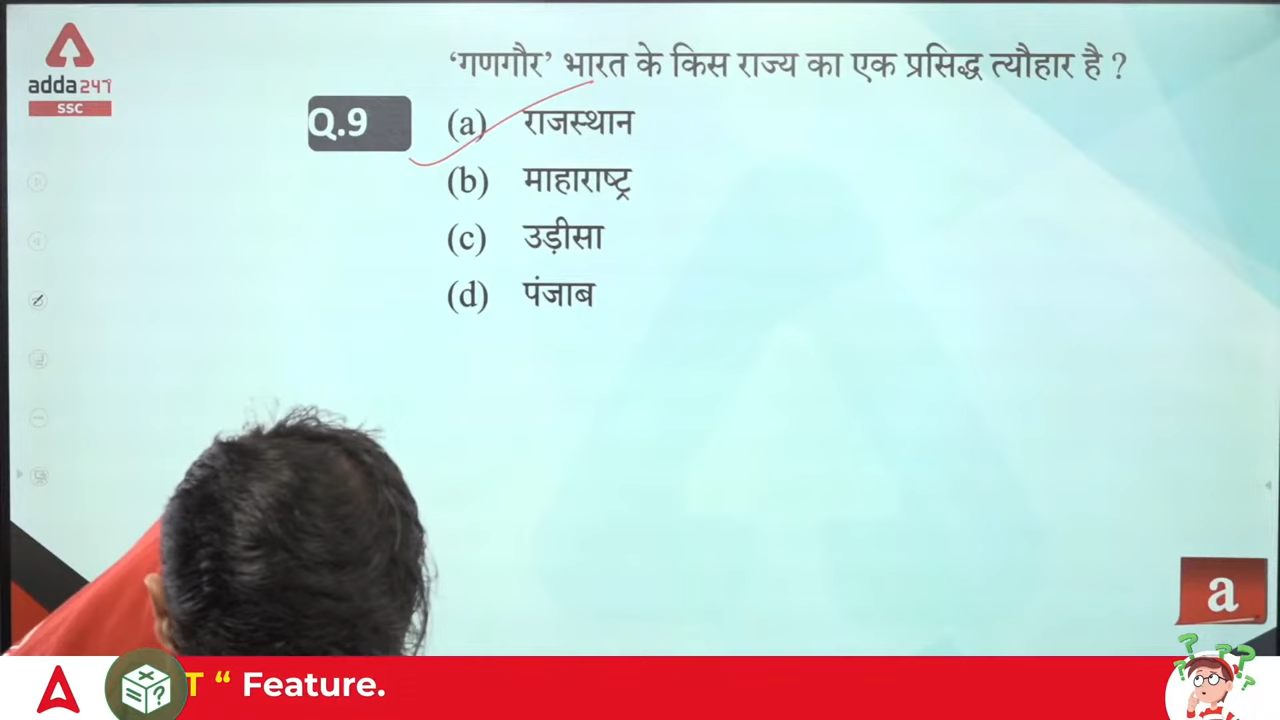 adda247
SSC
'गणगौर' भारत के किस राज्य का एक प्रसिद्ध त्यौहार है ?
Q.9
(a) राजस्थान
(b) माहाराष्ट्र
(c) उड़ीसा
(d) पंजाब
a
T “ Feature.